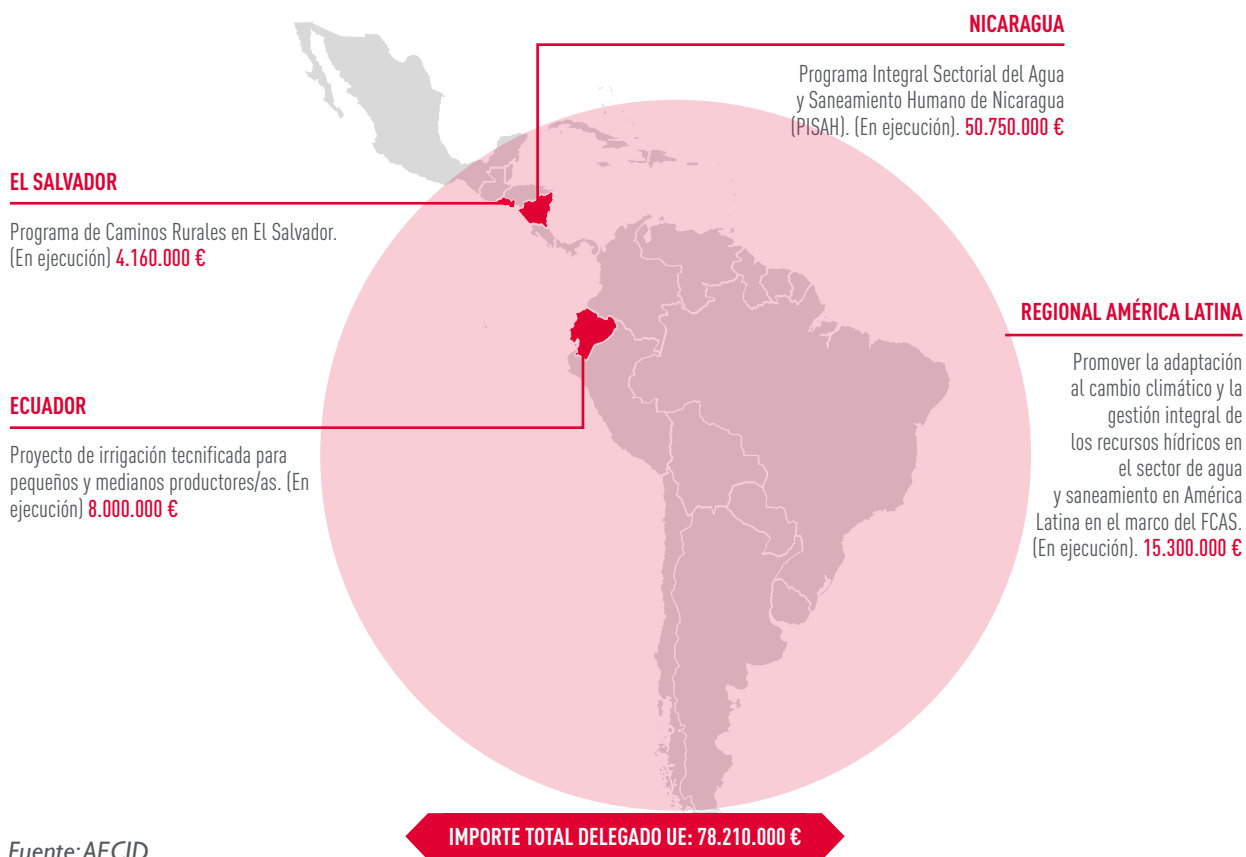 NICARAGUA
Programa Integral Sectorial del Agua
y Saneamiento Humano de Nicaragua
(PISAH). (En ejecución). 50.750.000 €
EL SALVADOR
Programa de Caminos Rurales en El Salvador.
(En ejecución) 4.160.000 €
REGIONAL AMÉRICA LATINA
Promover la adaptación
al cambio climático y la
gestión integral de
los recursos hídricos en
el sector de agua
y saneamiento en América
Latina en el marco del FCAS.
(En ejecución). 15.300.000 €
ECUADOR
Proyecto de irrigación tecnificada para
pequeños y medianos productores/as. (En
ejecución) 8.000.000 €
IMPORTE TOTAL DELEGADO UE: 78.210.000 €
Fuente: AECID